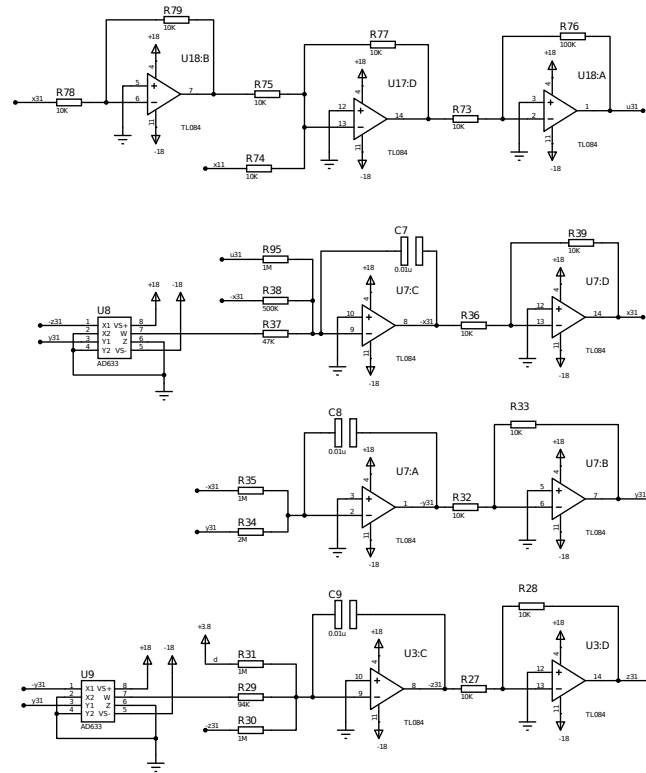 R79
10K
+18
U18:B
4
5
6
7
11
-18
TL084
x31
R78
10K
R75
10K
R77
10K
+18
U17:D
4
12
13
14
11
-18
TL084
x11
R74
10K
R73
10K
R76
100K
+18
U18:A
4
3
2
1
11
-18
TL084
u31
C7
0.01u
u31
R95
1M
-x31
R38
500K
R37
47K
+18
-18
U8
-z31
y31
1
2
3
4
X1 VS+
X2 W
Y1 Z
Y2 VS-
8
7
6
5
AD633
+18
U7:C
4
10
9
8
11
-18
TL084
-x31
R36
10K
R39
10K
+18
U7:D
4
12
13
14
11
-18
TL084
x31
C8
0.01u
-x31
R35
1M
y31
R34
2M
+18
U7:A
4
3
2
1
11
-18
TL084
-y31
R32
10K
R33
10K
+18
U7:B
4
5
6
7
11
-18
TL084
y31
C9
0.01u
+3.8
d
R31
1M
R29
94K
-z31
R30
1M
+18
-18
U9
-y31
y31
1
2
3
4
X1 VS+
X2 W
Y1 Z
Y2 VS-
8
7
6
5
AD633
+18
U3:C
4
10
9
8
11
-18
TL084
-z31
R27
10K
R28
10K
+18
U3:D
4
12
13
14
11
-18
TL084
z31